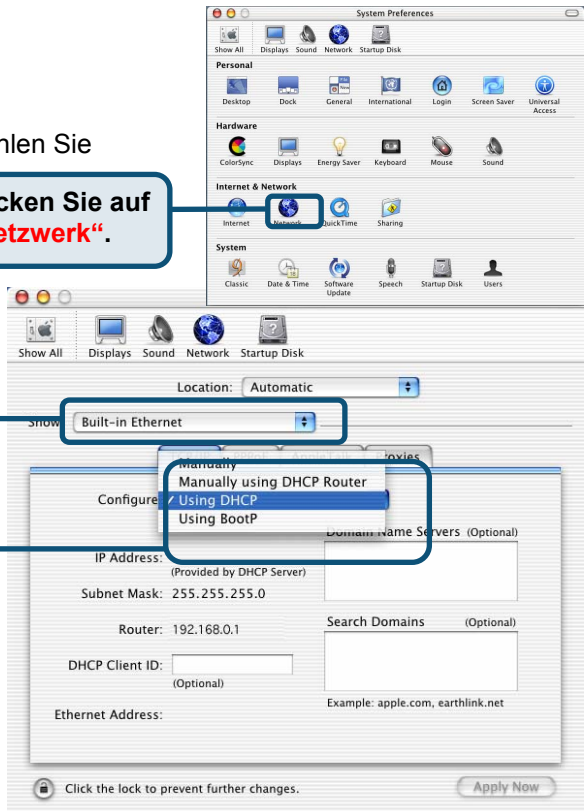 System Preferences
Show All Displays Sound Network Startup Disk
Personal
Desktop Dock General International Login Screen Saver Universal Access
Hardware
ColorSync Displays Energy Saver Keyboard Mouse Sound
Internet & Network
Internet Network QuickTime Sharing
System
Classic Date & Time Software Update Speech Startup Disk Users
hlen Sie
cken Sie auf
etzwerk“.
Show All Displays Sound Network Startup Disk
Location: Automatic
Show: Built-in Ethernet
Proxies
Manually
Manually using DHCP Router
Configure ✓ Using DHCP
Using BootP
Domain Name Servers (Optional)
IP Address:
(Provided by DHCP Server)
Subnet Mask: 255.255.255.0
Search Domains (Optional)
Router: 192.168.0.1
DHCP Client ID:
(Optional)
Example: apple.com, earthlink.net
Ethernet Address:
Click the lock to prevent further changes.
Apply Now